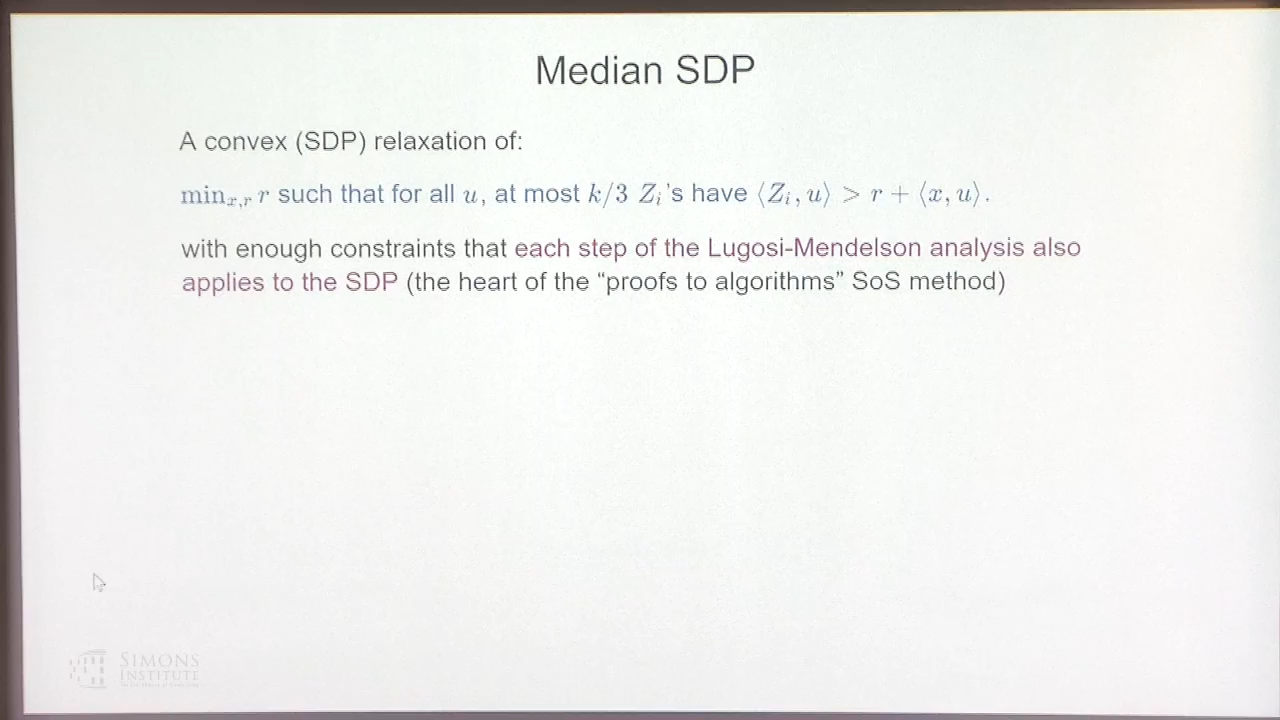 Median SDP
A convex (SDP) relaxation of:
min_{x,r} r such that for all u, at most k/3 Z_i's have ⟨Z_i, u⟩ > r + ⟨x, u⟩.
with enough constraints that each step of the Lugosi-Mendelson analysis also
applies to the SDP (the heart of the “proofs to algorithms” SoS method)
SIMONS
INSTITUTE